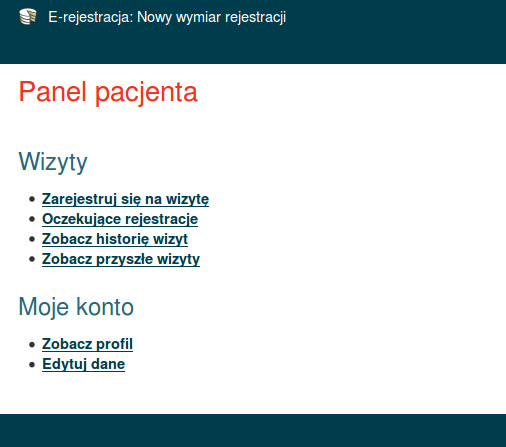 E-rejestracja: Nowy wymiar rejestracji
Panel pacjenta
Wizyty
Zarejestruj się na wizytę
Oczekujące rejestracje
Zobacz historię wizyt
Zobacz przyszłe wizyty
Moje konto
Zobacz profil
Edytuj dane